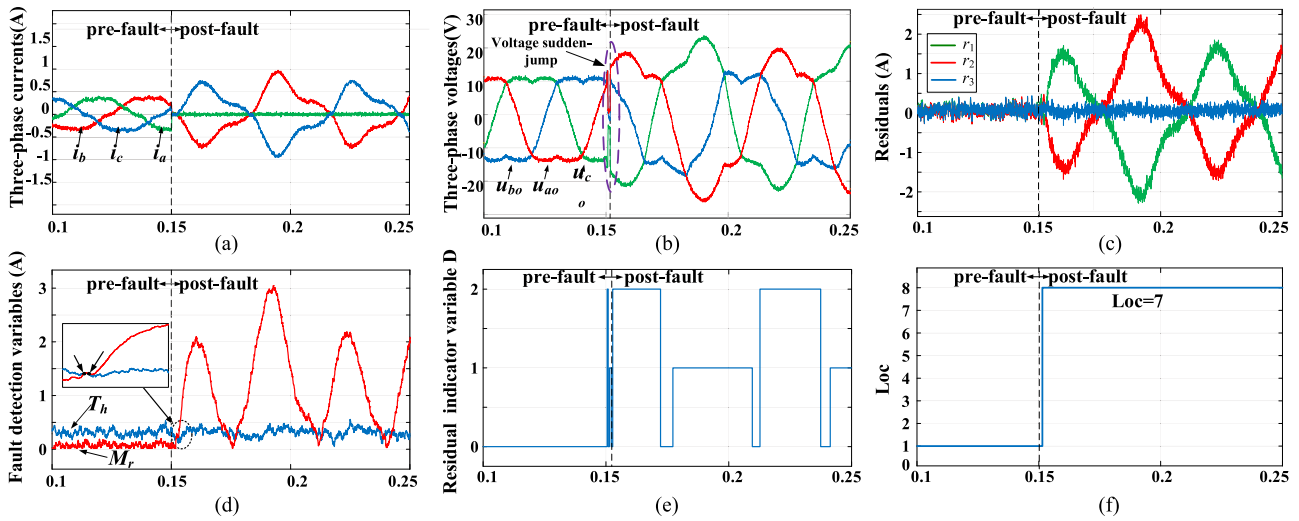 Three-phase currents(A)
pre-fault
post-fault
1.5
1
0.5
0
-0.5
-1
-1.5
i_b
i_c
i_a
0.1
0.15
0.2
0.25
(a)
Three-phase voltages(V)
pre-fault
post-fault
Voltage sudden-
jump
30
20
10
0
-10
-20
u_bo
u_ao
u_c
o
0.1
0.15
0.2
0.25
(b)
Residuals (A)
pre-fault
post-fault
r_1
r_2
r_3
2
1
0
-1
-2
0.1
0.15
0.2
0.25
(c)
Fault detection variables (A)
pre-fault
post-fault
3
2
1
0
T_h
M_r
0.1
0.15
0.2
0.25
(d)
Residual indicator variable D
pre-fault
post-fault
2
1
0
0.1
0.15
0.2
0.25
(e)
Loc
pre-fault
post-fault
Loc=7
8
7
6
5
4
3
2
1
0
0.1
0.15
0.2
0.25
(f)